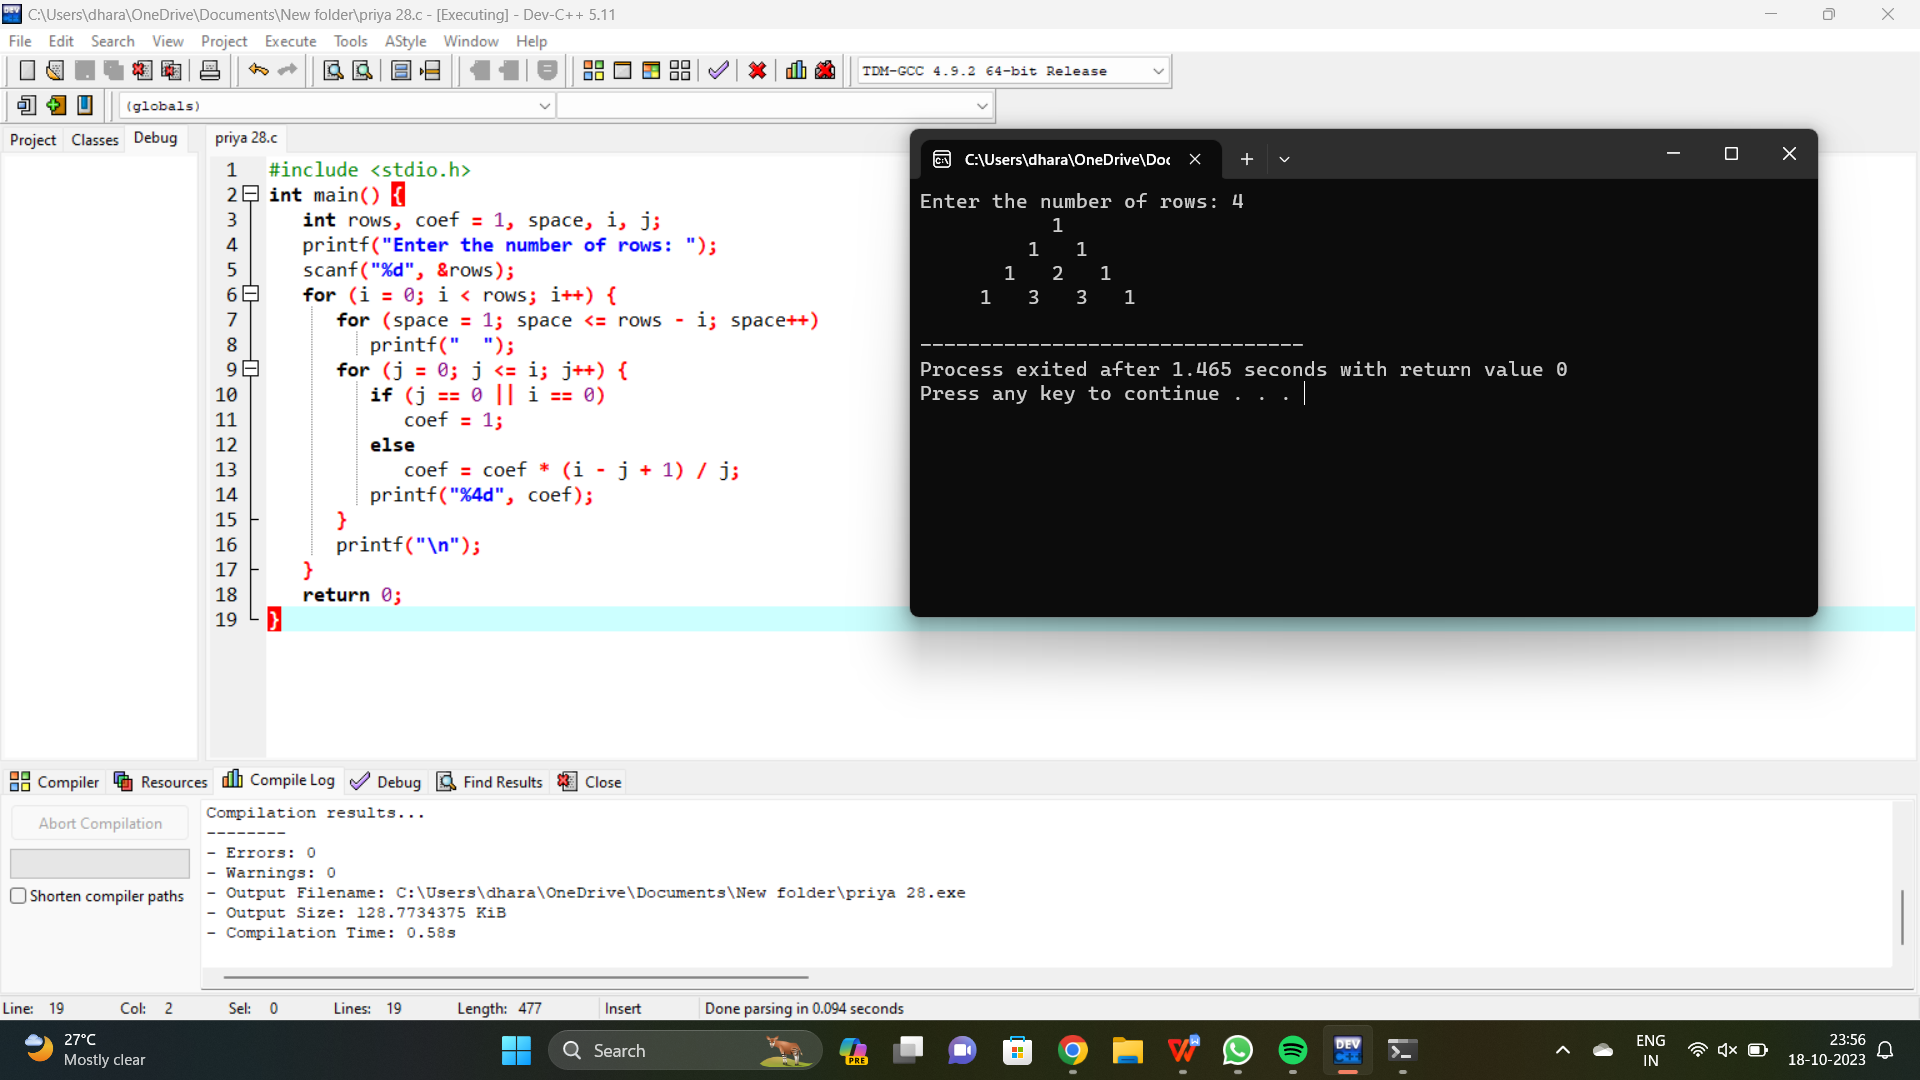 C:\Users\dhara\OneDrive\Documents\New folder\priya 28.c - [Executing] - Dev-C++ 5.11
File Edit Search View Project Execute Tools AStyle Window Help
TDM-GCC 4.9.2 64-bit Release
(globals)
Project Classes Debug
priya 28.c
1 #include <stdio.h>
2 int main() {
3 int rows, coef = 1, space, i, j;
4 printf("Enter the number of rows: ");
5 scanf("%d", &rows);
6 for (i = 0; i < rows; i++) {
7 for (space = 1; space <= rows - i; space++)
8 printf("  ");
9 for (j = 0; j <= i; j++) {
10 if (j == 0 || i == 0)
11 coef = 1;
12 else
13 coef = coef * (i - j + 1) / j;
14 printf("%4d", coef);
15 }
16 printf("\n");
17 }
18 return 0;
19 }
C:\Users\dhara\OneDrive\Doc
Enter the number of rows: 4
1
1 1
1 2 1
1 3 3 1
--------------------------------
Process exited after 1.465 seconds with return value 0
Press any key to continue . . .
Compiler Resources Compile Log Debug Find Results Close
Abort Compilation
Shorten compiler paths
Compilation results...
--------
- Errors: 0
- Warnings: 0
- Output Filename: C:\Users\dhara\OneDrive\Documents\New folder\priya 28.exe
- Output Size: 128.7734375 KiB
- Compilation Time: 0.58s
Line: 19 Col: 2 Sel: 0 Lines: 19 Length: 477 Insert Done parsing in 0.094 seconds
27°C
Mostly clear
Search
PRE
DEV C++
ENG
IN
23:56
18-10-2023